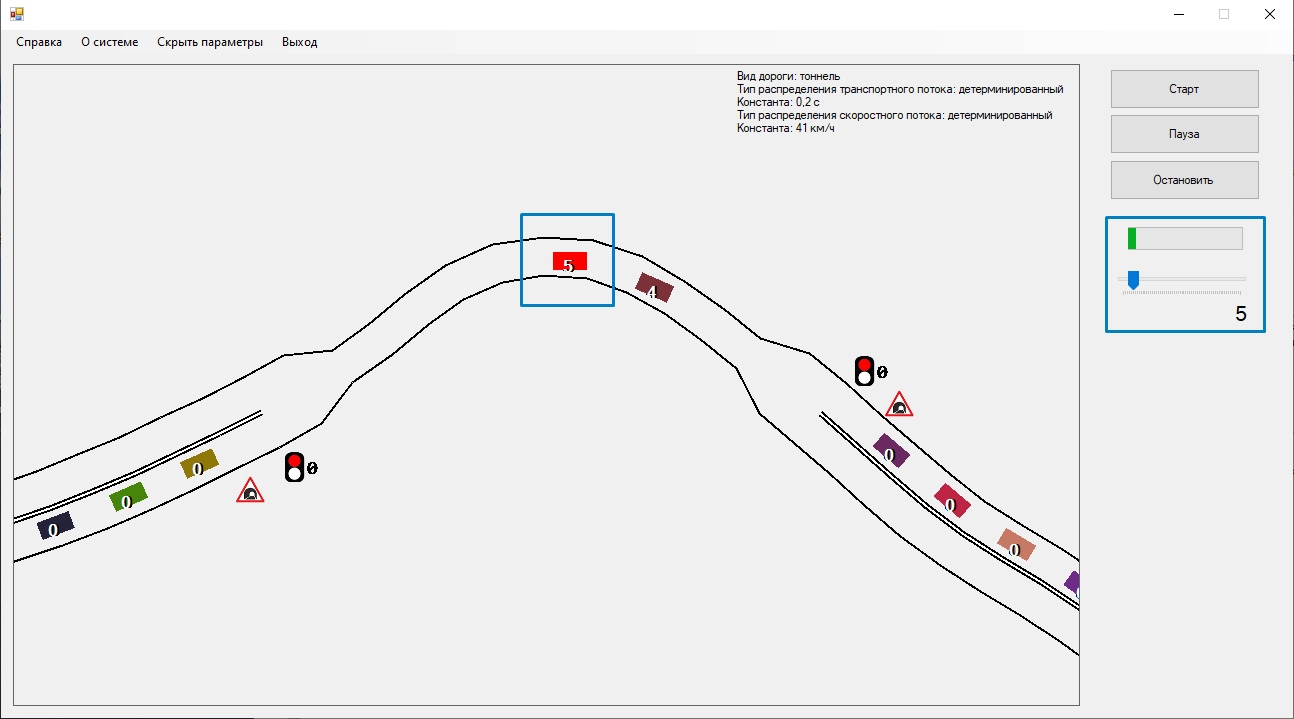 Справка О системе Скрыть параметры Выход
Вид дороги: тоннель
Тип распределения транспортного потока: детерминированный
Константа: 0,2 с
Тип распределения скоростного потока: детерминированный
Константа: 41 км/ч
Старт
Пауза
Остановить
5
5
4
0
0
0
0
0
0
0
0